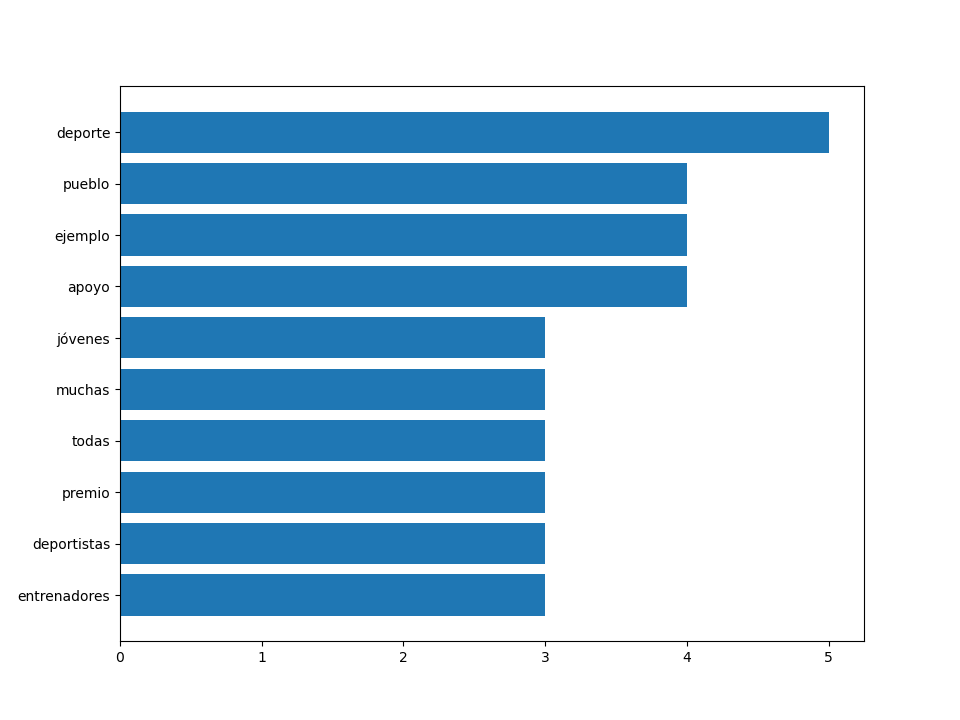 deporte
pueblo
ejemplo
apoyo
jóvenes
muchas
todas
premio
deportistas
entrenadores
0 1 2 3 4 5